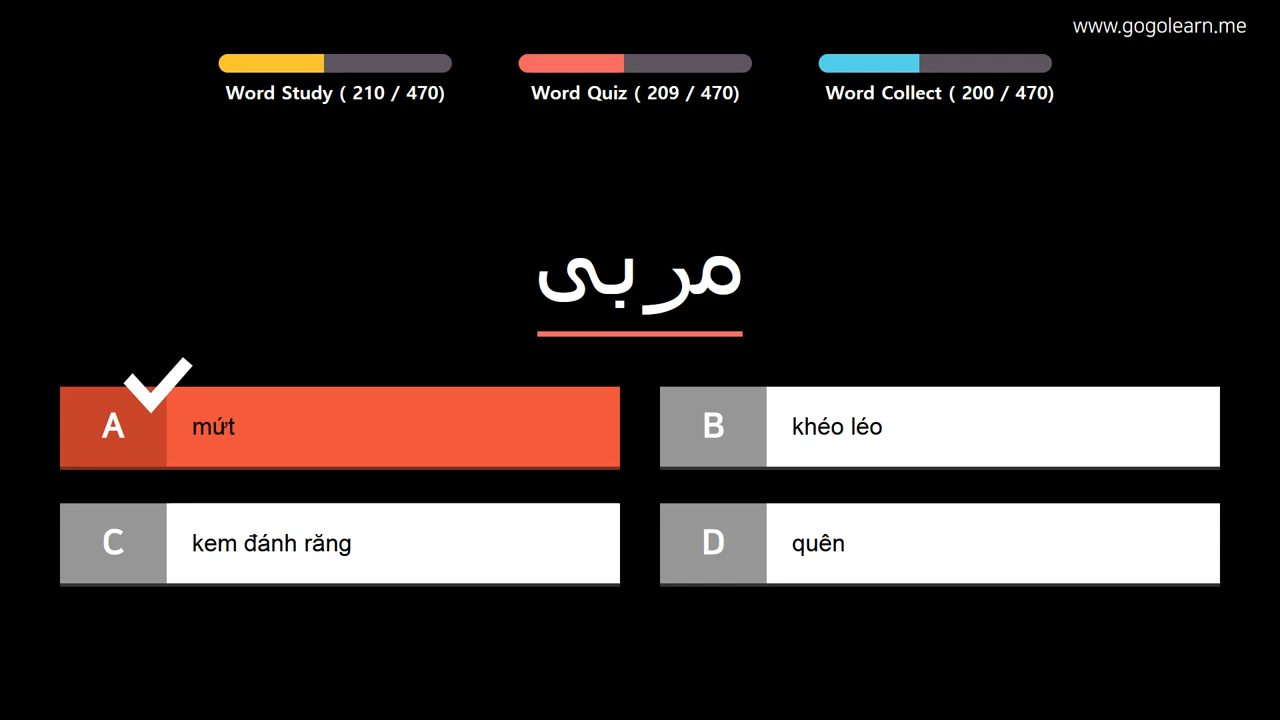 www.gogolearn.me
Word Study ( 210 / 470)
Word Quiz ( 209 / 470)
Word Collect ( 200 / 470)
مربى
A
mứt
B
khéo léo
C
kem đánh răng
D
quên